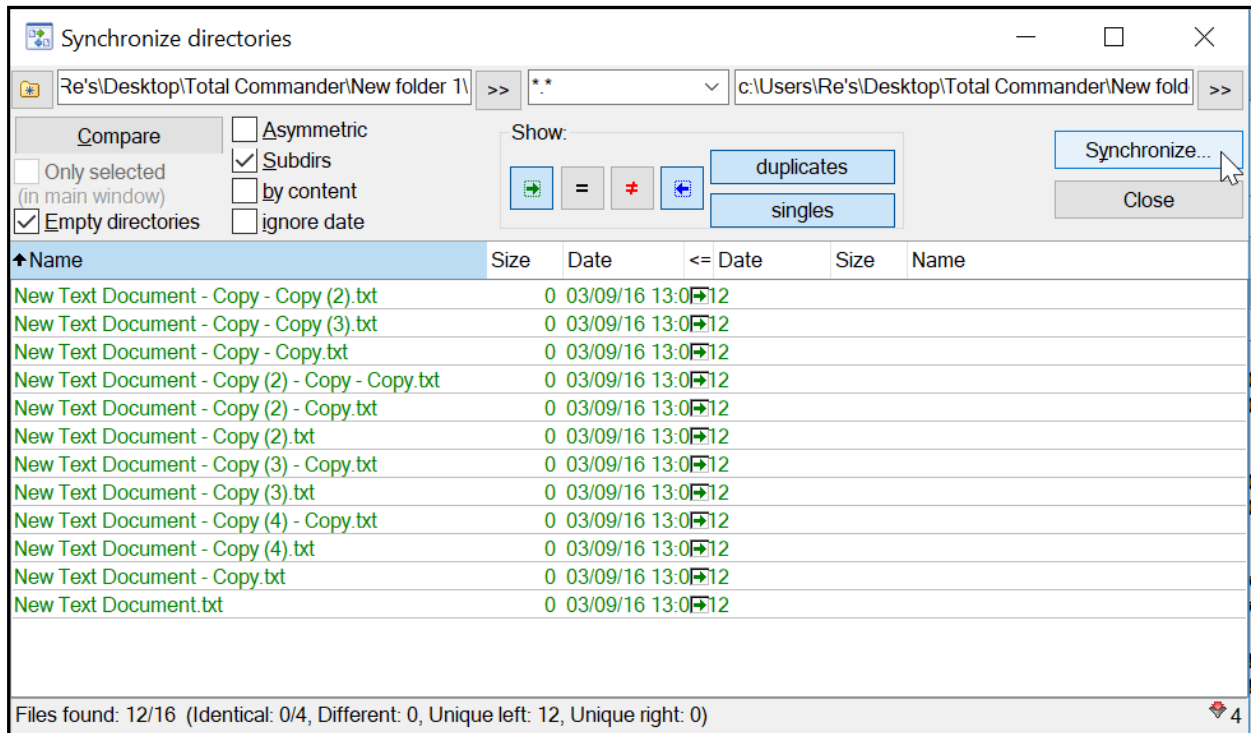 Synchronize directories
Re's\Desktop\Total Commander\New folder 1\ >> *.* c:\Users\Re's\Desktop\Total Commander\New fold >>
Compare
Only selected
(in main window)
Empty directories
Asymmetric
Subdirs
by content
ignore date
Show:
= ≠
duplicates
singles
Synchronize...
Close
Name Size Date <= Date Size Name
New Text Document - Copy - Copy (2).txt 0 03/09/16 13:0 12
New Text Document - Copy - Copy (3).txt 0 03/09/16 13:0 12
New Text Document - Copy - Copy.txt 0 03/09/16 13:0 12
New Text Document - Copy (2) - Copy - Copy.txt 0 03/09/16 13:0 12
New Text Document - Copy (2) - Copy.txt 0 03/09/16 13:0 12
New Text Document - Copy (2).txt 0 03/09/16 13:0 12
New Text Document - Copy (3) - Copy.txt 0 03/09/16 13:0 12
New Text Document - Copy (3).txt 0 03/09/16 13:0 12
New Text Document - Copy (4) - Copy.txt 0 03/09/16 13:0 12
New Text Document - Copy (4).txt 0 03/09/16 13:0 12
New Text Document - Copy.txt 0 03/09/16 13:0 12
New Text Document.txt 0 03/09/16 13:0 12
Files found: 12/16 (Identical: 0/4, Different: 0, Unique left: 12, Unique right: 0) 4